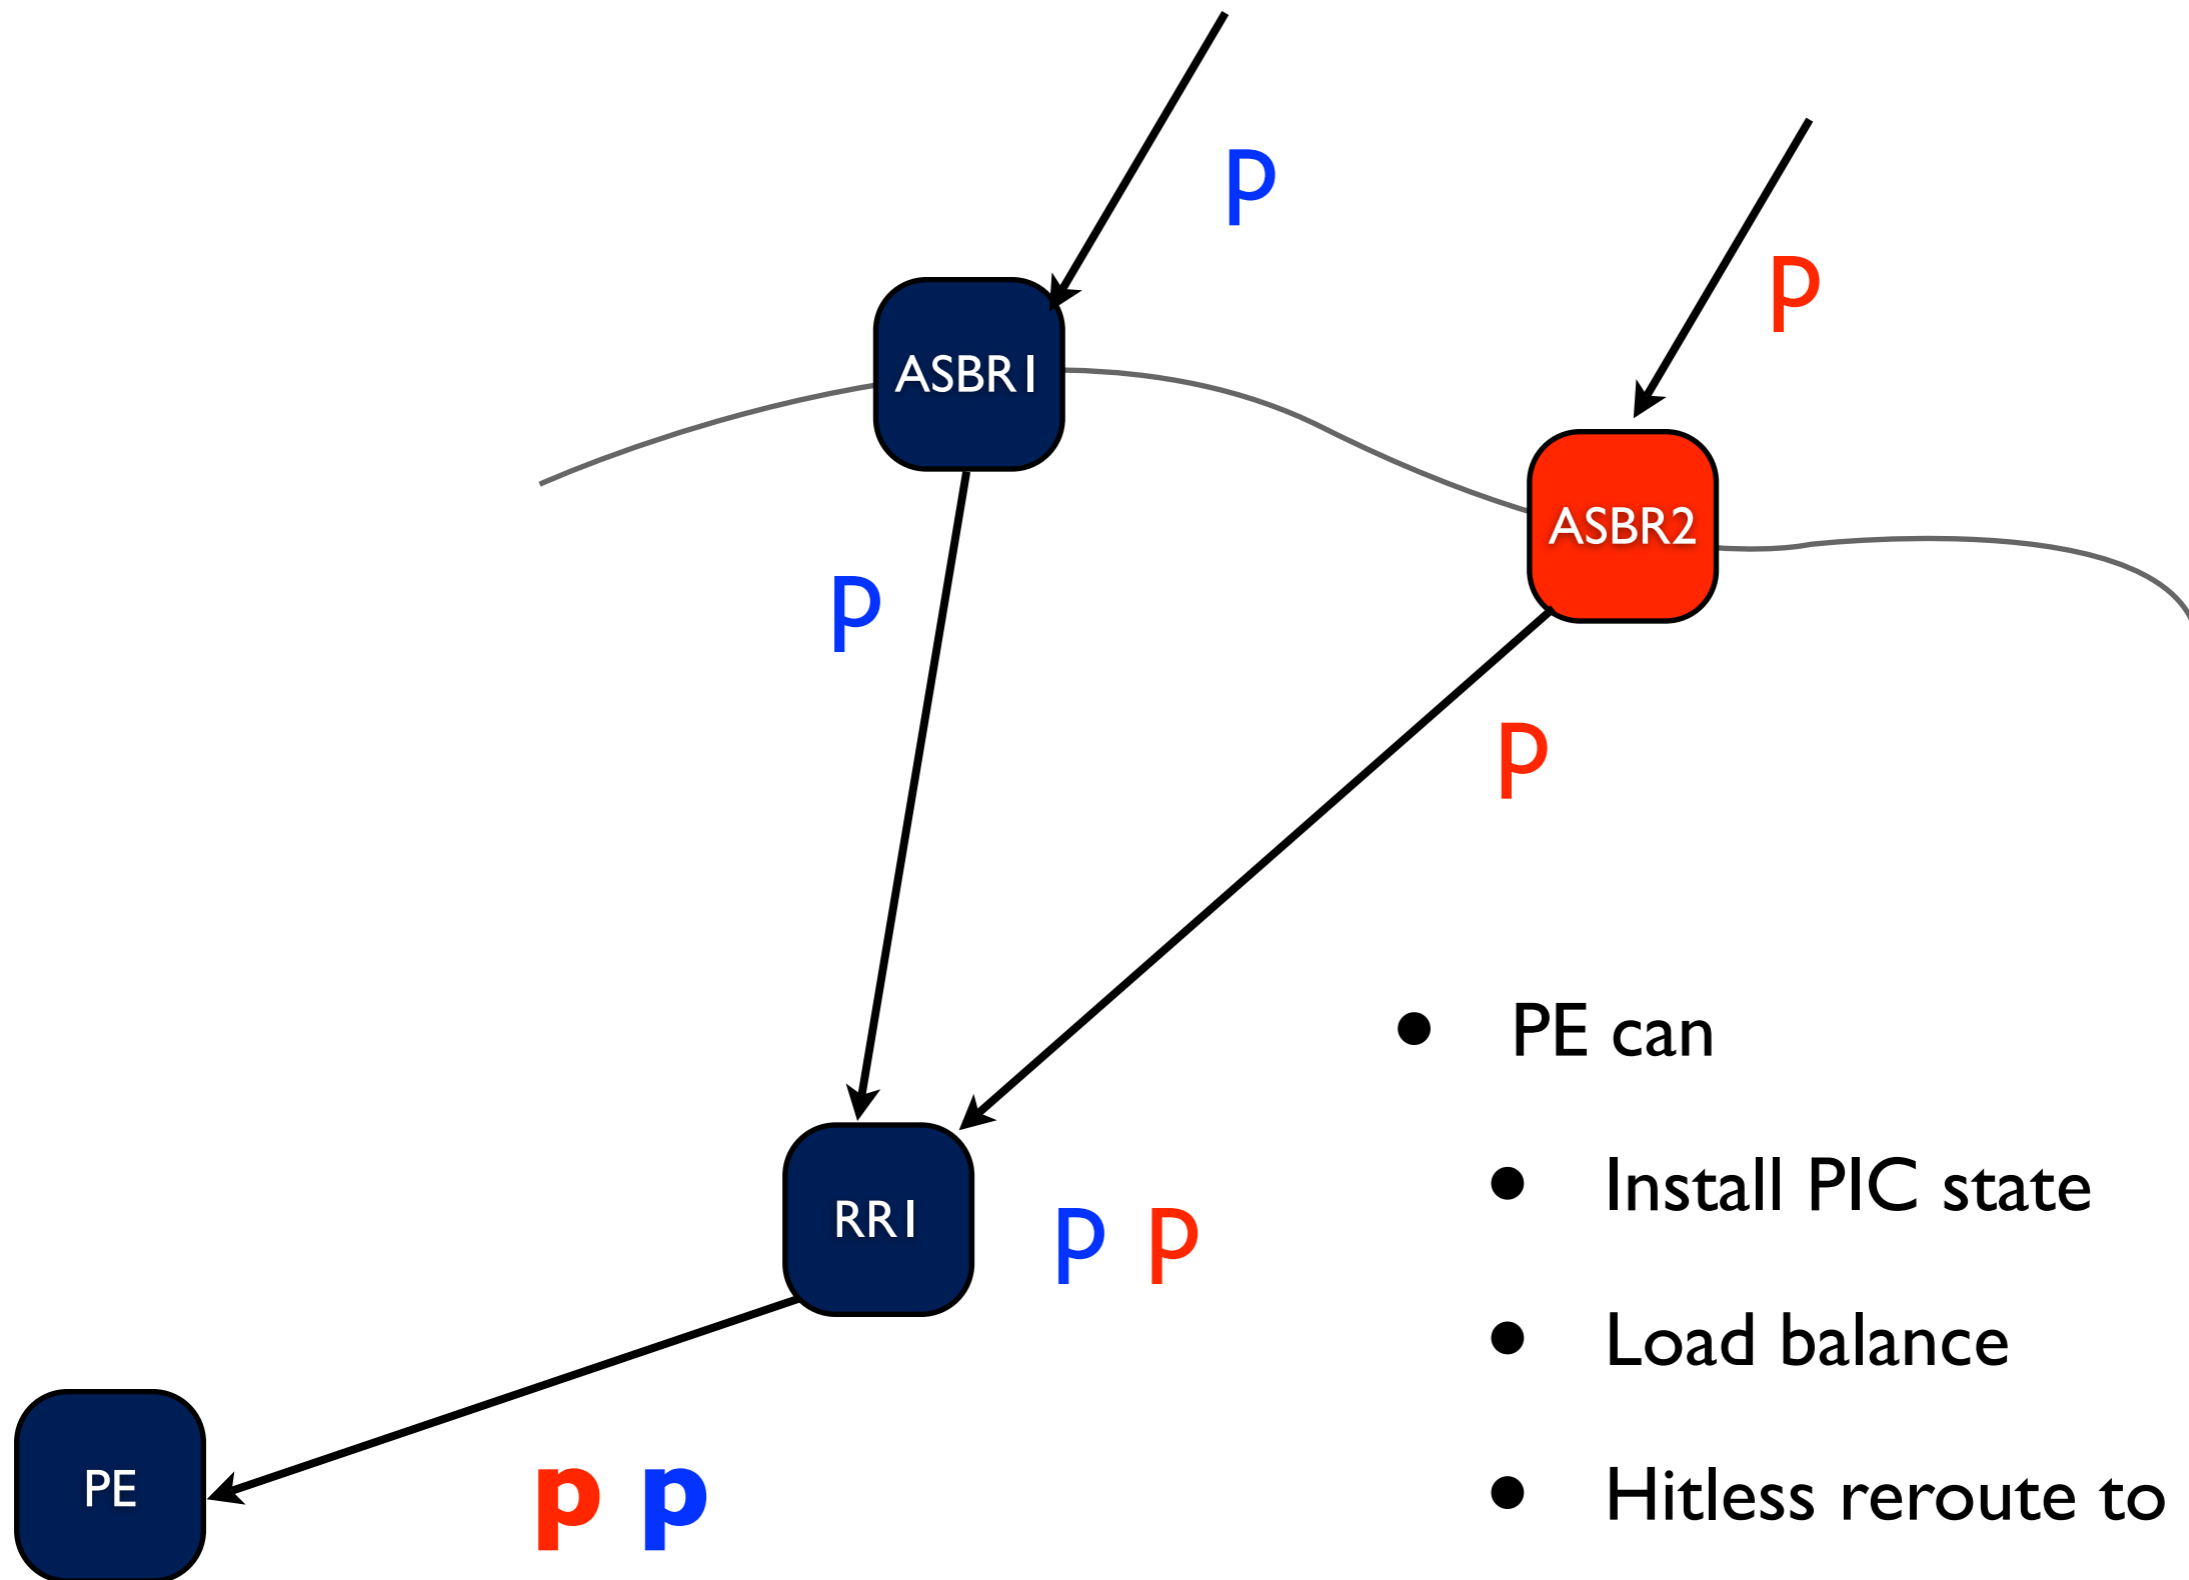 p
p
ASBR1
ASBR2
p
p
• PE can
• Install PIC state
RR1
p p
• Load balance
PE
p p
• Hitless reroute to